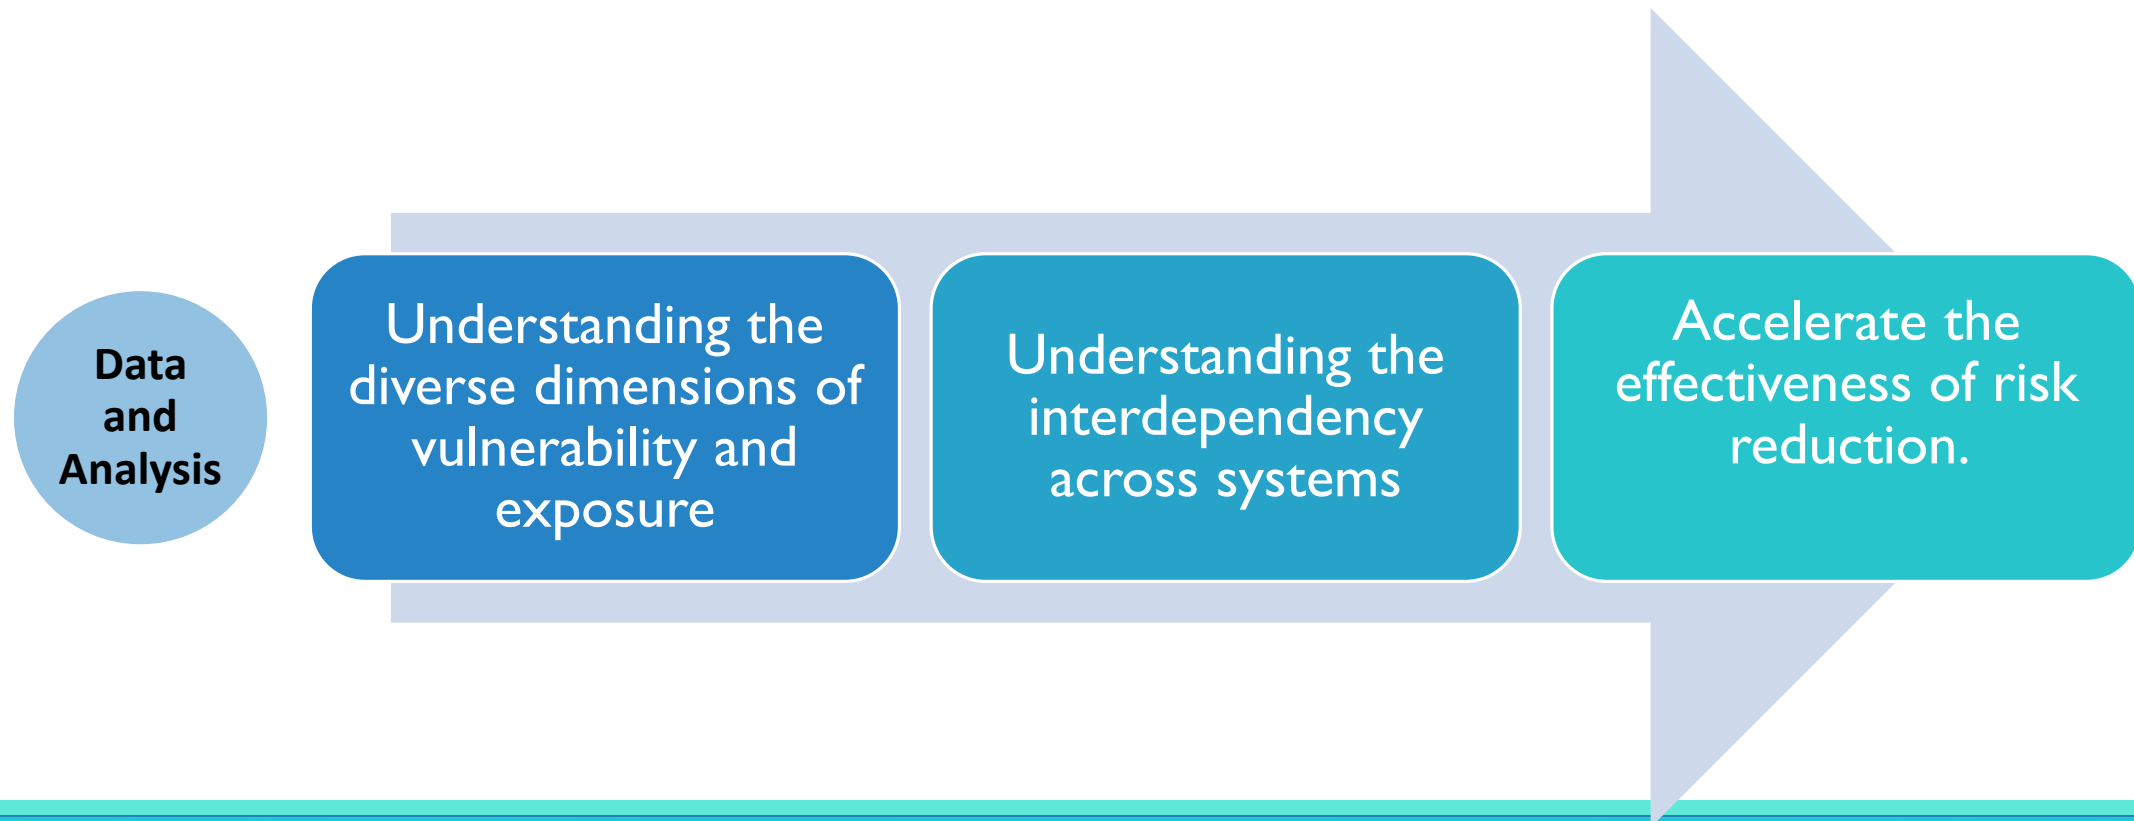 Data
and
Analysis
Understanding the
diverse dimensions of
vulnerability and
exposure
Understanding the
interdependency
across systems
Accelerate the
effectiveness of risk
reduction.